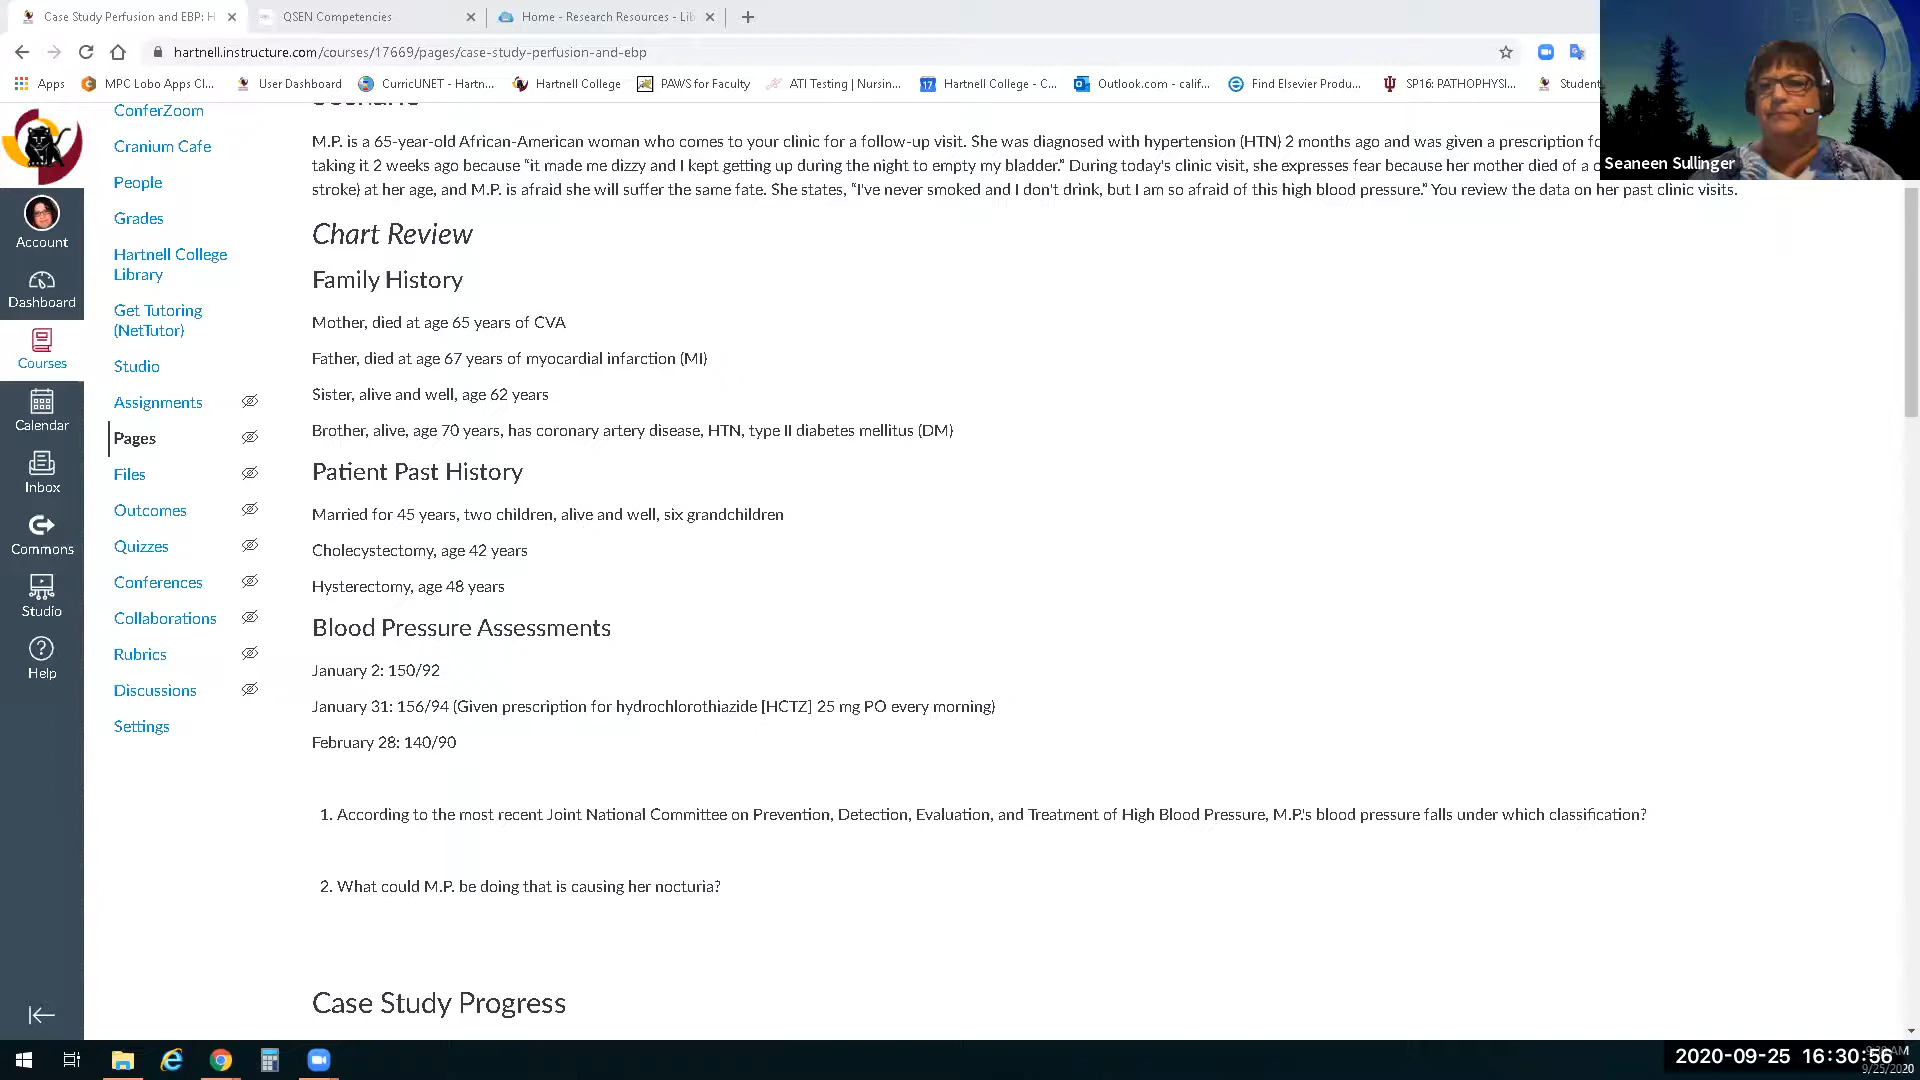 Case Study Perfusion and EBP: H
QSEN Competencies
Home - Research Resources - Lib
hartnell.instructure.com/courses/17669/pages/case-study-perfusion-and-ebp
Apps
MPC Lobo Apps Cl...
User Dashboard
CurricUNET - Hartn...
Hartnell College
PAWS for Faculty
ATI Testing | Nursin...
Hartnell College - C...
Outlook.com - calif...
Find Elsevier Produ...
SP16: PATHOPHYSI...
Student
Seaneen Sullinger
Account
Dashboard
Courses
Calendar
Inbox
Commons
Studio
Help
ConferZoom
Cranium Cafe
People
Grades
Hartnell College
Library
Get Tutoring
(NetTutor)
Studio
Assignments
Pages
Files
Outcomes
Quizzes
Conferences
Collaborations
Rubrics
Discussions
Settings
M.P. is a 65-year-old African-American woman who comes to your clinic for a follow-up visit. She was diagnosed with hypertension (HTN) 2 months ago and was given a prescription
taking it 2 weeks ago because “it made me dizzy and I kept getting up during the night to empty my bladder.” During today's clinic visit, she expresses fear because her mother died of a
stroke) at her age, and M.P. is afraid she will suffer the same fate. She states, “I've never smoked and I don't drink, but I am so afraid of this high blood pressure.” You review the data on her past clinic visits.
Chart Review
Family History
Mother, died at age 65 years of CVA
Father, died at age 67 years of myocardial infarction (MI)
Sister, alive and well, age 62 years
Brother, alive, age 70 years, has coronary artery disease, HTN, type II diabetes mellitus (DM)
Patient Past History
Married for 45 years, two children, alive and well, six grandchildren
Cholecystectomy, age 42 years
Hysterectomy, age 48 years
Blood Pressure Assessments
January 2: 150/92
January 31: 156/94 (Given prescription for hydrochlorothiazide [HCTZ] 25 mg PO every morning)
February 28: 140/90
1. According to the most recent Joint National Committee on Prevention, Detection, Evaluation, and Treatment of High Blood Pressure, M.P.'s blood pressure falls under which classification?
2. What could M.P. be doing that is causing her nocturia?
Case Study Progress
2020-09-25 16:30:56
9/25/2020